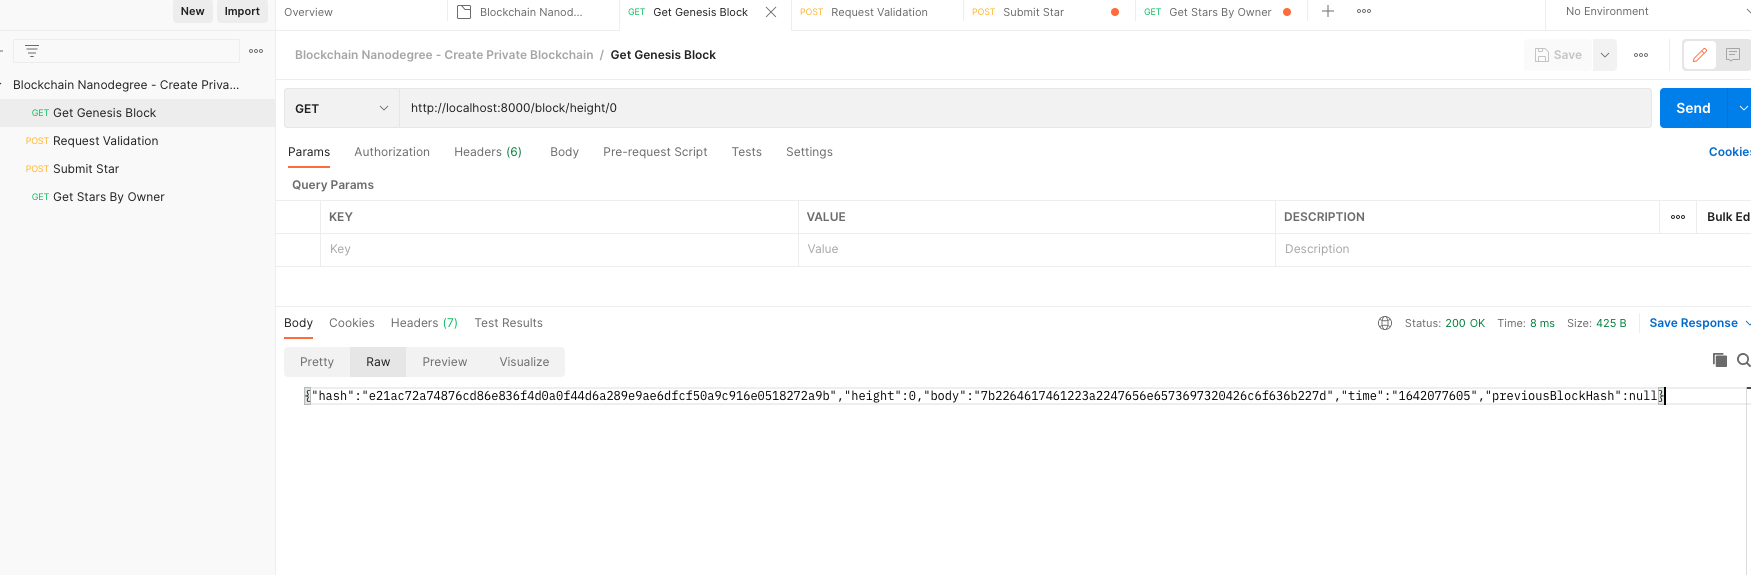 New Import
Overview Blockchain Nanod... GET Get Genesis Block POST Request Validation POST Submit Star GET Get Stars By Owner No Environment
Blockchain Nanodegree - Create Private Blockchain / Get Genesis Block Save
Blockchain Nanodegree - Create Priva...
GET Get Genesis Block
POST Request Validation
POST Submit Star
GET Get Stars By Owner
GET http://localhost:8000/block/height/0 Send
Params Authorization Headers (6) Body Pre-request Script Tests Settings Cookies
Query Params
KEY VALUE DESCRIPTION Bulk Ed
Key Value Description
Body Cookies Headers (7) Test Results Status: 200 OK Time: 8 ms Size: 425 B Save Response
Pretty Raw Preview Visualize
{"hash":"e21ac72a74876cd86e836f4d0a0f44d6a289e9ae6dfcf50a9c916e0518272a9b","height":0,"body":"7b2264617461223a2247656e6573697320426c6f636b227d","time":"1642077605","previousBlockHash":null}